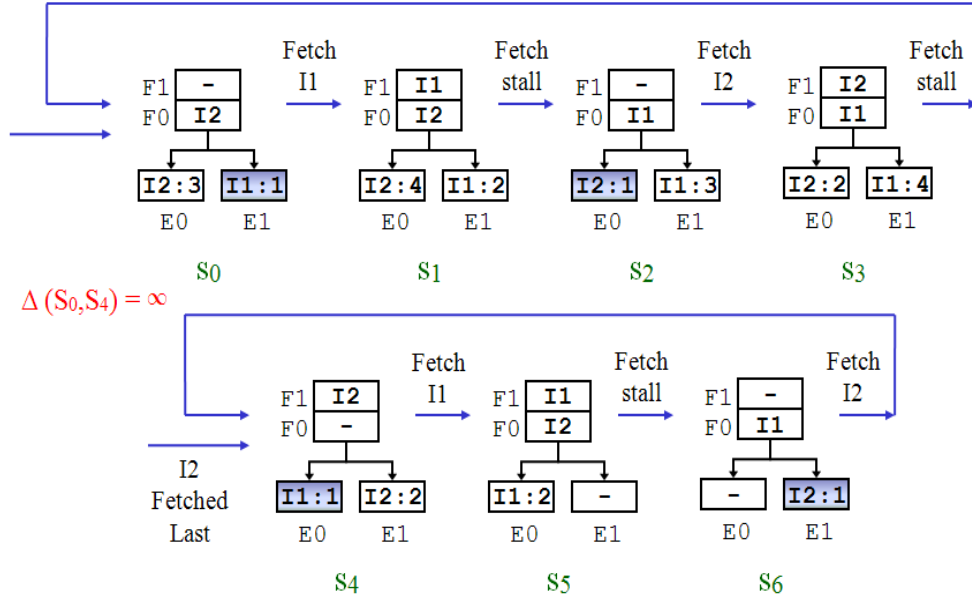 Fetch I1
Fetch stall
Fetch I2
Fetch stall
F1 -
F0 I2
I2:3 I1:1
E0 E1
S0
F1 I1
F0 I2
I2:4 I1:2
E0 E1
S1
F1 -
F0 I1
I2:1 I1:3
E0 E1
S2
F1 I2
F0 I1
I2:2 I1:4
E0 E1
S3
Δ (S0,S4) = ∞
Fetch I1
Fetch stall
Fetch I2
I2
Fetched
Last
F1 I2
F0 -
I1:1 I2:2
E0 E1
S4
F1 I1
F0 I2
I1:2 -
E0 E1
S5
F1 -
F0 I1
- I2:1
E0 E1
S6